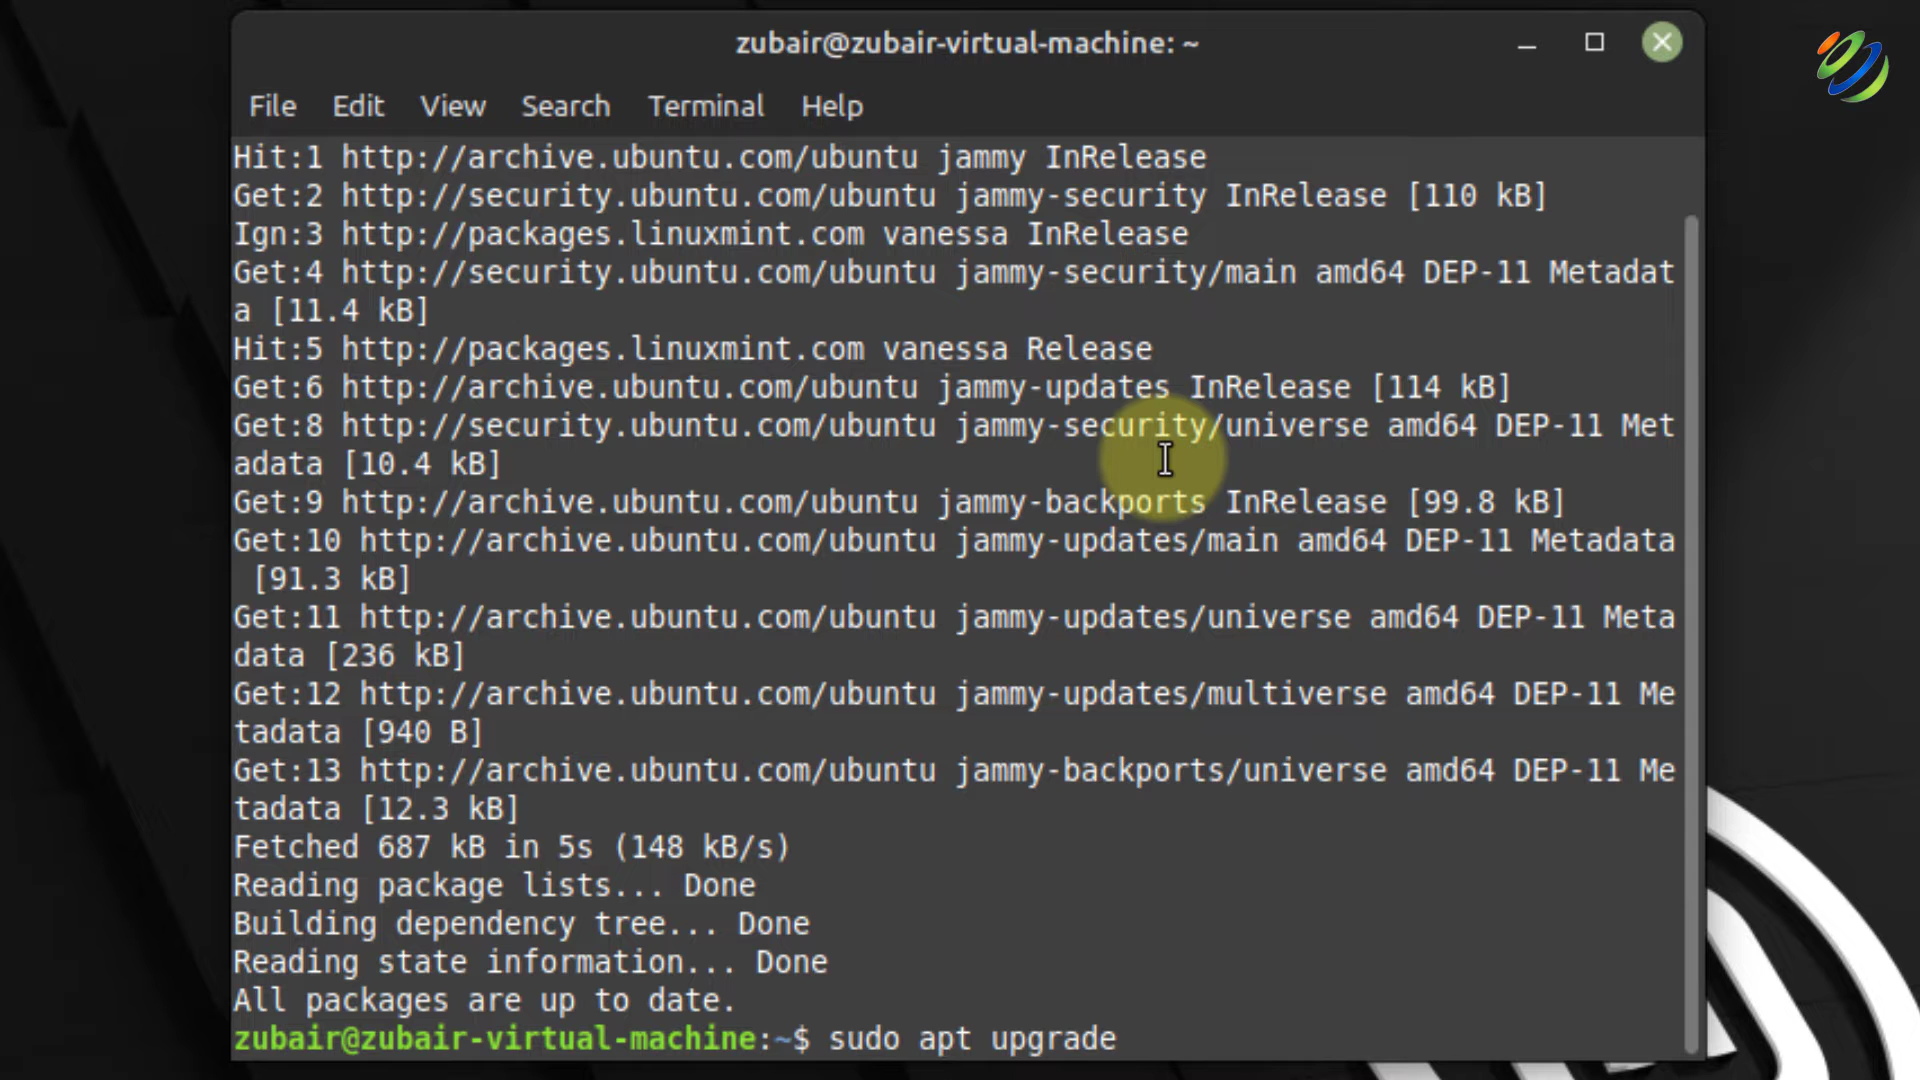 zubair@zubair-virtual-machine: ~
File Edit View Search Terminal Help
Hit:1 http://archive.ubuntu.com/ubuntu jammy InRelease
Get:2 http://security.ubuntu.com/ubuntu jammy-security InRelease [110 kB]
Ign:3 http://packages.linuxmint.com vanessa InRelease
Get:4 http://security.ubuntu.com/ubuntu jammy-security/main amd64 DEP-11 Metadat
a [11.4 kB]
Hit:5 http://packages.linuxmint.com vanessa Release
Get:6 http://archive.ubuntu.com/ubuntu jammy-updates InRelease [114 kB]
Get:8 http://security.ubuntu.com/ubuntu jammy-security/universe amd64 DEP-11 Met
adata [10.4 kB]
Get:9 http://archive.ubuntu.com/ubuntu jammy-backports InRelease [99.8 kB]
Get:10 http://archive.ubuntu.com/ubuntu jammy-updates/main amd64 DEP-11 Metadata
 [91.3 kB]
Get:11 http://archive.ubuntu.com/ubuntu jammy-updates/universe amd64 DEP-11 Meta
data [236 kB]
Get:12 http://archive.ubuntu.com/ubuntu jammy-updates/multiverse amd64 DEP-11 Me
tadata [940 B]
Get:13 http://archive.ubuntu.com/ubuntu jammy-backports/universe amd64 DEP-11 Me
tadata [12.3 kB]
Fetched 687 kB in 5s (148 kB/s)
Reading package lists... Done
Building dependency tree... Done
Reading state information... Done
All packages are up to date.
zubair@zubair-virtual-machine:~$ sudo apt upgrade